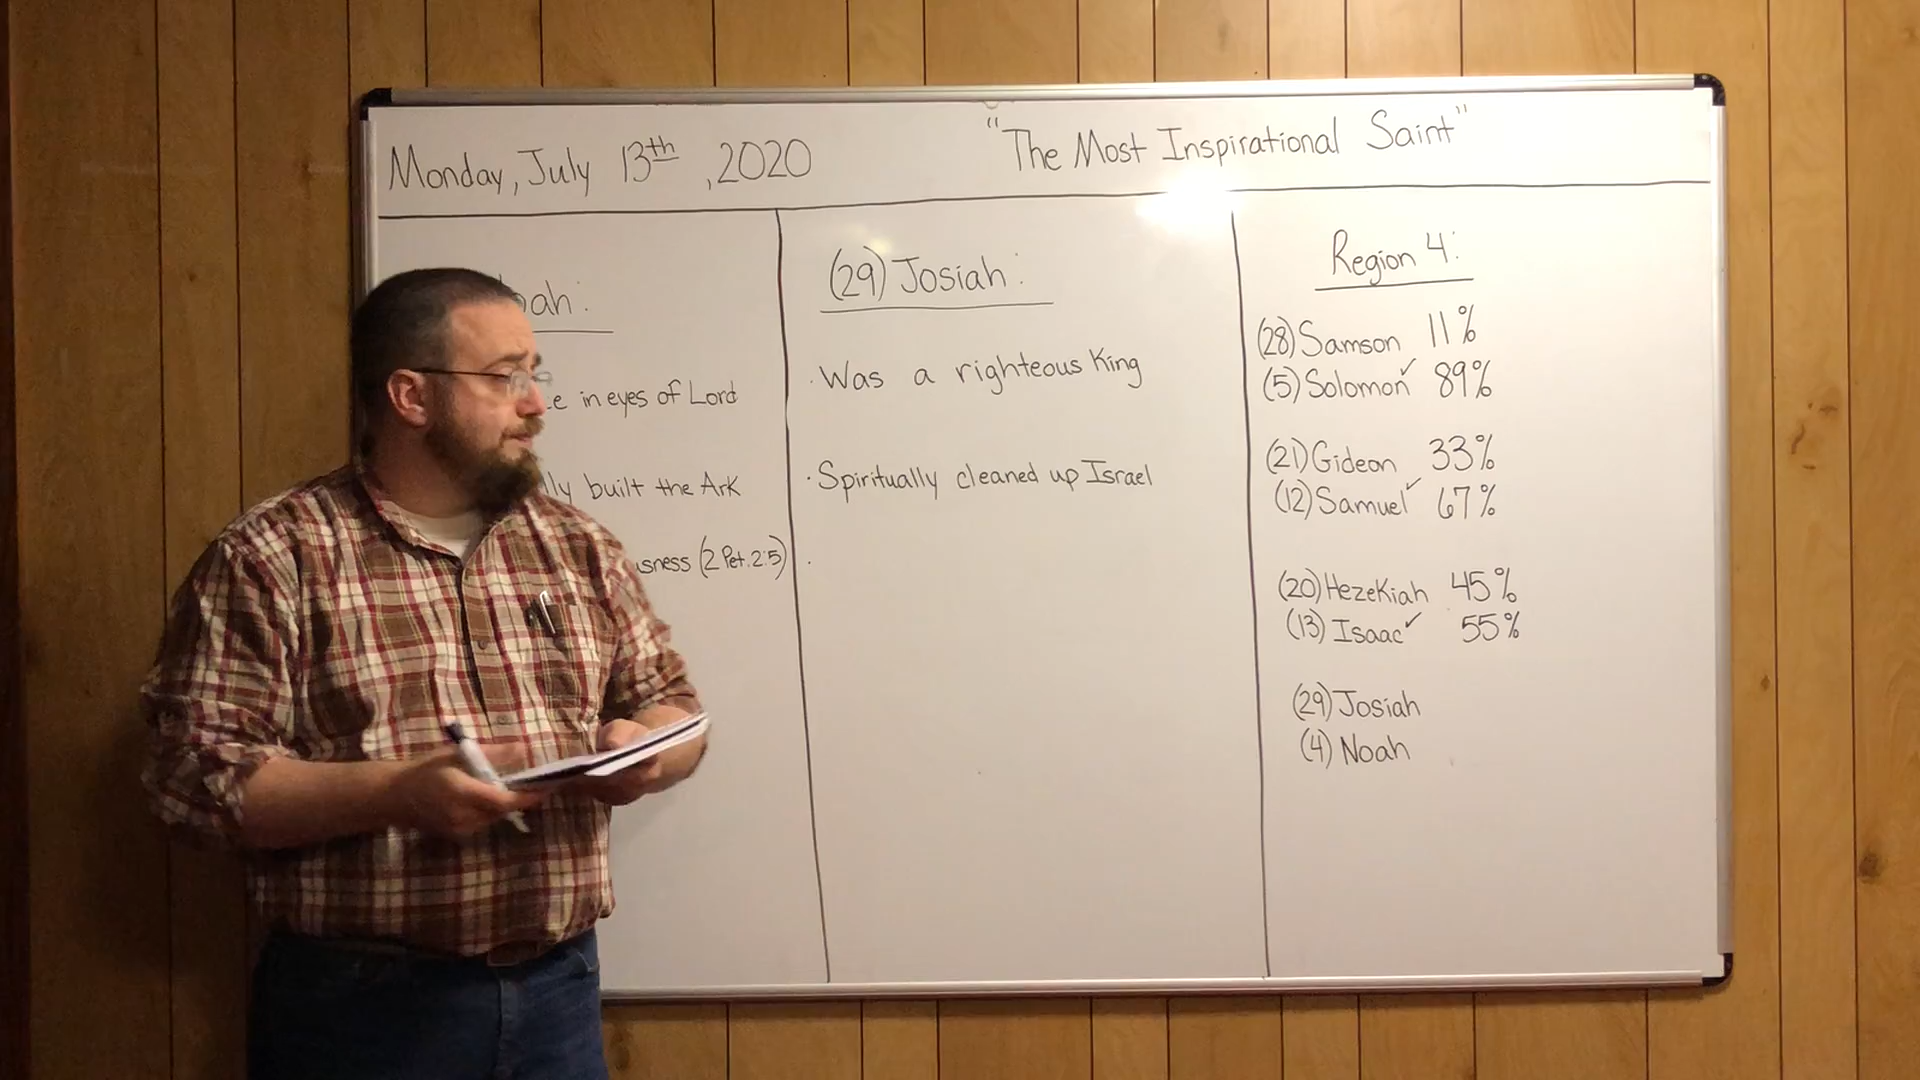 Monday, July 13th, 2020
"The Most Inspirational Saint"
in eyes of Lord
built the Ark
(2 Pet. 2:5)
(29) Josiah:
· Was a righteous King
· Spiritually cleaned up Israel
·
Region 4:
(28) Samson 11%
(5) Solomon ✓ 89%
(21) Gideon 33%
(12) Samuel ✓ 67%
(20) Hezekiah 45%
(13) Isaac ✓ 55%
(29) Josiah
(4) Noah